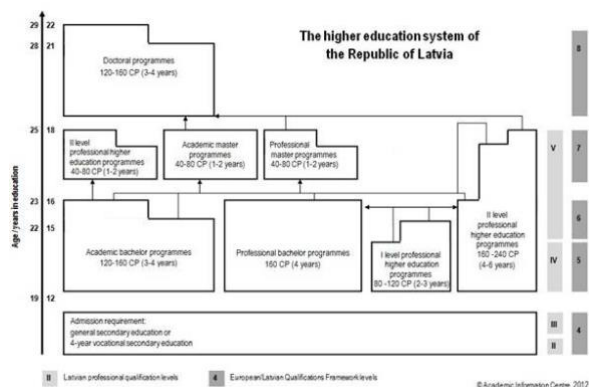 The higher education system of
the Republic of Latvia
29 22
28 21
Doctoral programmes
120-160 CP (3-4 years)
8
25 18
II level
professional higher
education programmes
40-80 CP (1-2 years)
Academic master
programmes
40-80 CP (1-2 years)
Professional
master programmes
40-80 CP (1-2 years)
V
7
Age / years in education
23 16
22 15
Academic bachelor programmes
120-160 CP (3-4 years)
Professional bachelor programmes
160 CP (4 years)
I level professional
higher education
programmes
80 -120 CP (2-3 years)
II level
professional
higher education
programmes
160 -240 CP
(4-6 years)
6
IV
5
19 12
Admission requirement:
general secondary education or
4-year vocational secondary education
III
II
4
II Latvian professional qualification levels
4 European/Latvian Qualifications Framework levels
© Academic Information Centre, 2012